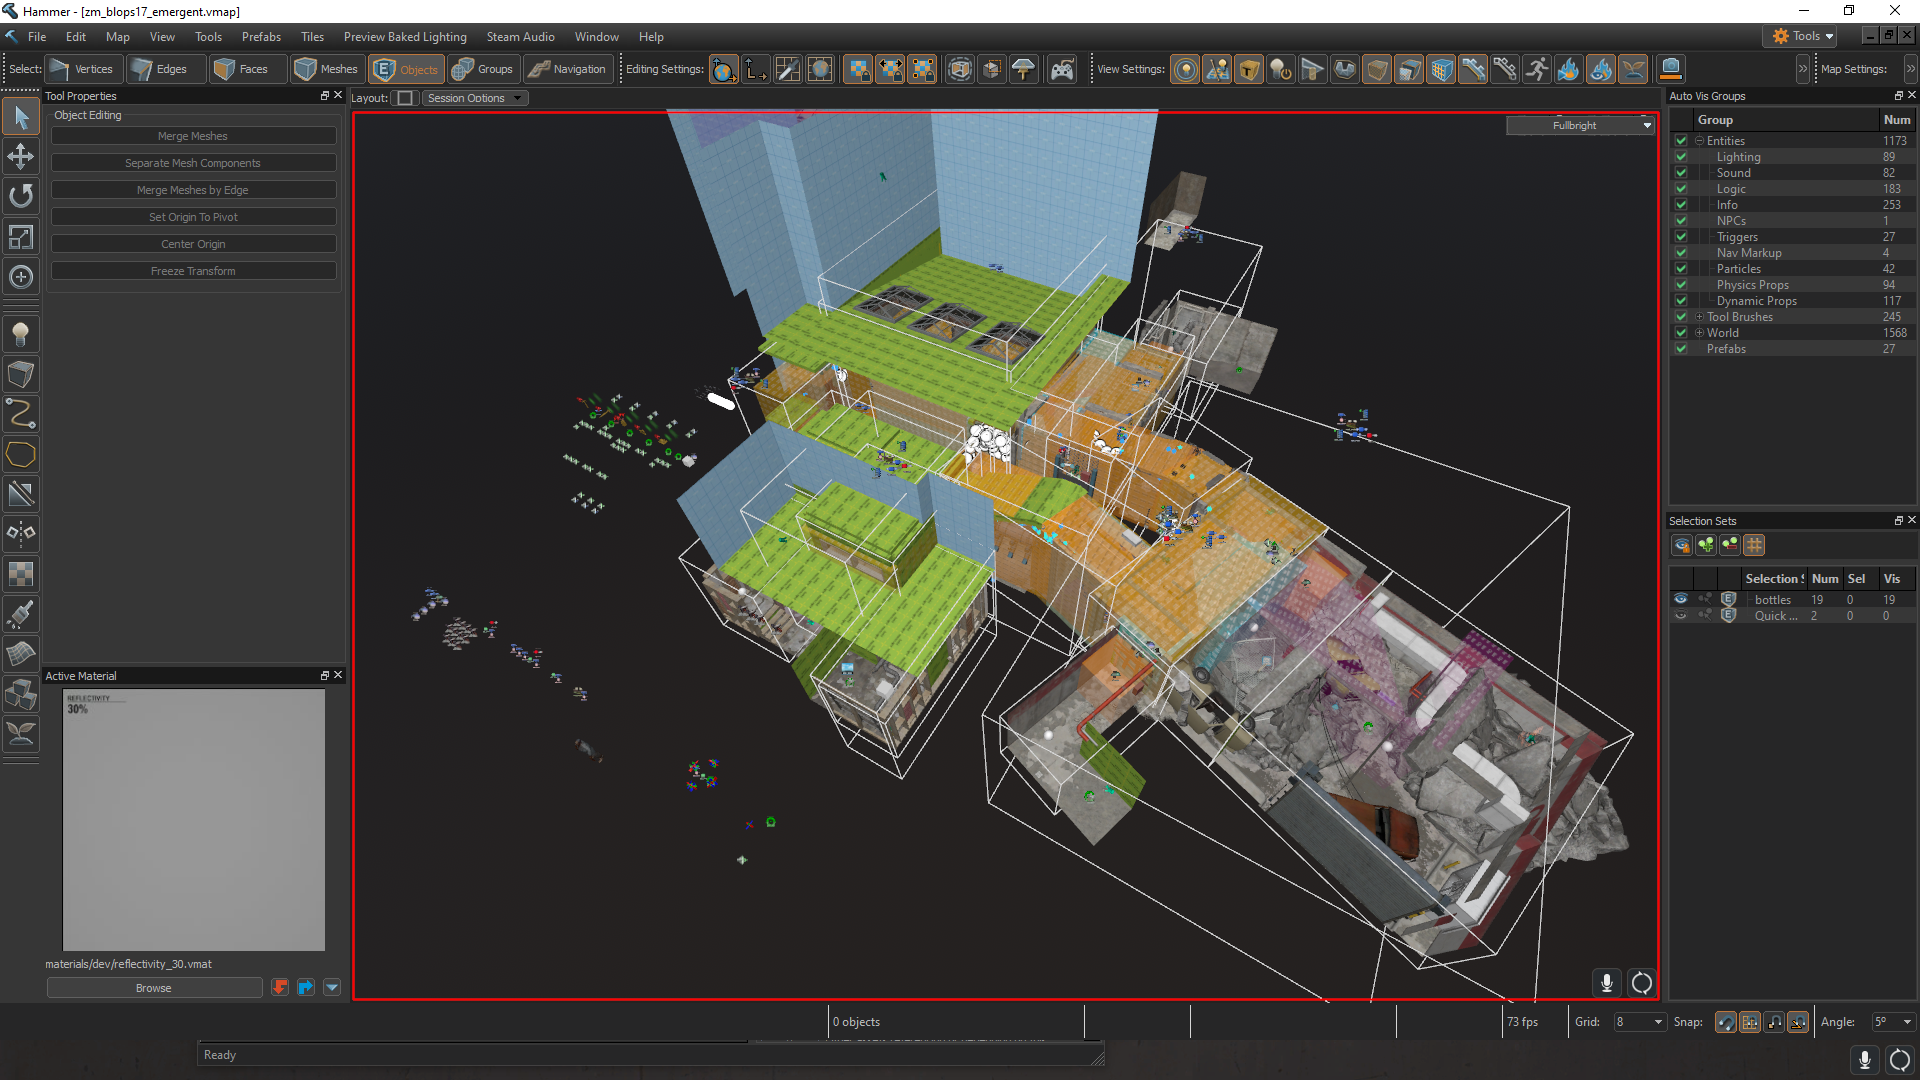 Hammer - [zm_blops17_emergent.vmap]
File Edit Map View Tools Prefabs Tiles Preview Baked Lighting Steam Audio Window Help
Tools
Select: Vertices Edges Faces Meshes Objects Groups Navigation Editing Settings: View Settings: Map Settings:
Tool Properties
Object Editing
Merge Meshes
Separate Mesh Components
Merge Meshes by Edge
Set Origin To Pivot
Center Origin
Freeze Transform
Active Material
REFLECTIVITY
30%
materials/dev/reflectivity_30.vmat
Browse
Layout: Session Options
Fullbright
Auto Vis Groups
Group Num
Entities 1173
Lighting 89
Sound 82
Logic 183
Info 253
NPCs 1
Triggers 27
Nav Markup 4
Particles 42
Physics Props 94
Dynamic Props 117
Tool Brushes 245
World 1568
Prefabs 27
Selection Sets
Selection S Num Sel Vis
bottles 19 0 19
Quick ... 2 0 0
0 objects 73 fps Grid: 8 Snap: Angle: 5°
Ready